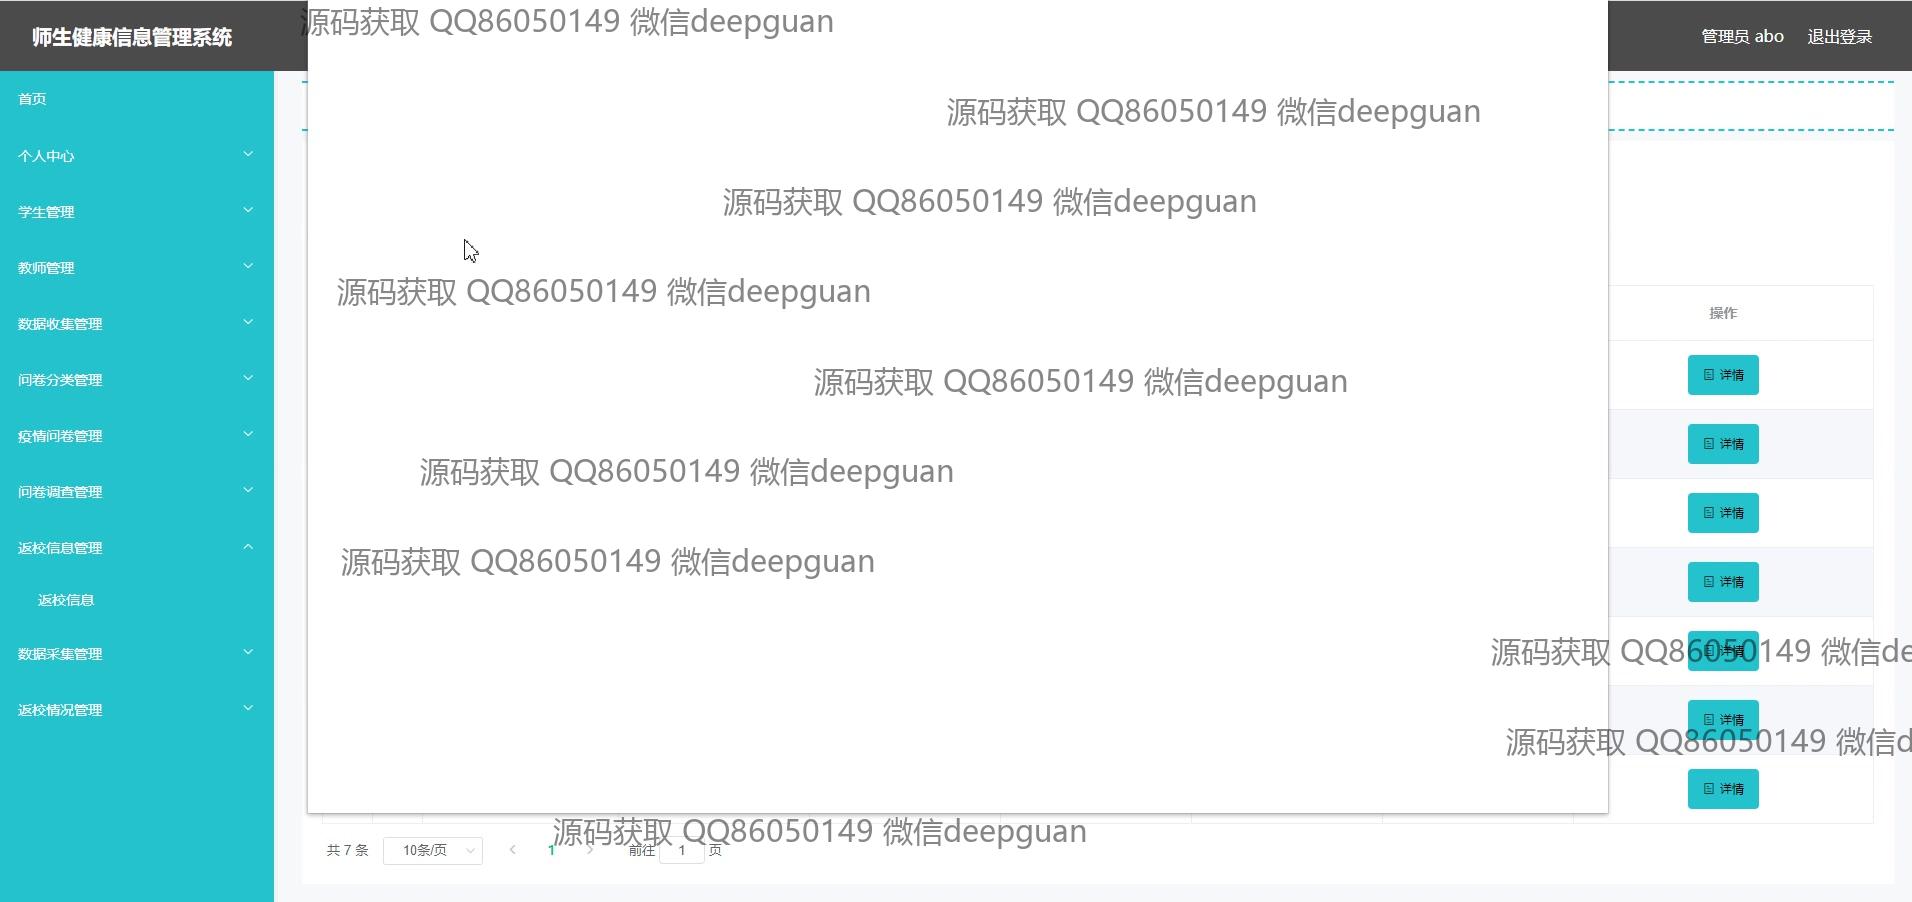 师生健康信息管理系统
源码获取 QQ86050149 微信deepguan
管理员 abo
退出登录
首页
源码获取 QQ86050149 微信deepguan
个人中心
学生管理
源码获取 QQ86050149 微信deepguan
教师管理
源码获取 QQ86050149 微信deepguan
数据收集管理
操作
问卷分类管理
源码获取 QQ86050149 微信deepguan
详情
疫情问卷管理
详情
源码获取 QQ86050149 微信deepguan
问卷调查管理
详情
返校信息管理
源码获取 QQ86050149 微信deepguan
详情
返校信息
数据采集管理
源码获取 QQ86050149 微信de
详情
返校情况管理
详情
源码获取 QQ86050149 微信d
详情
源码获取 QQ86050149 微信deepguan
共 7 条
10条/页
1
前往
1
页